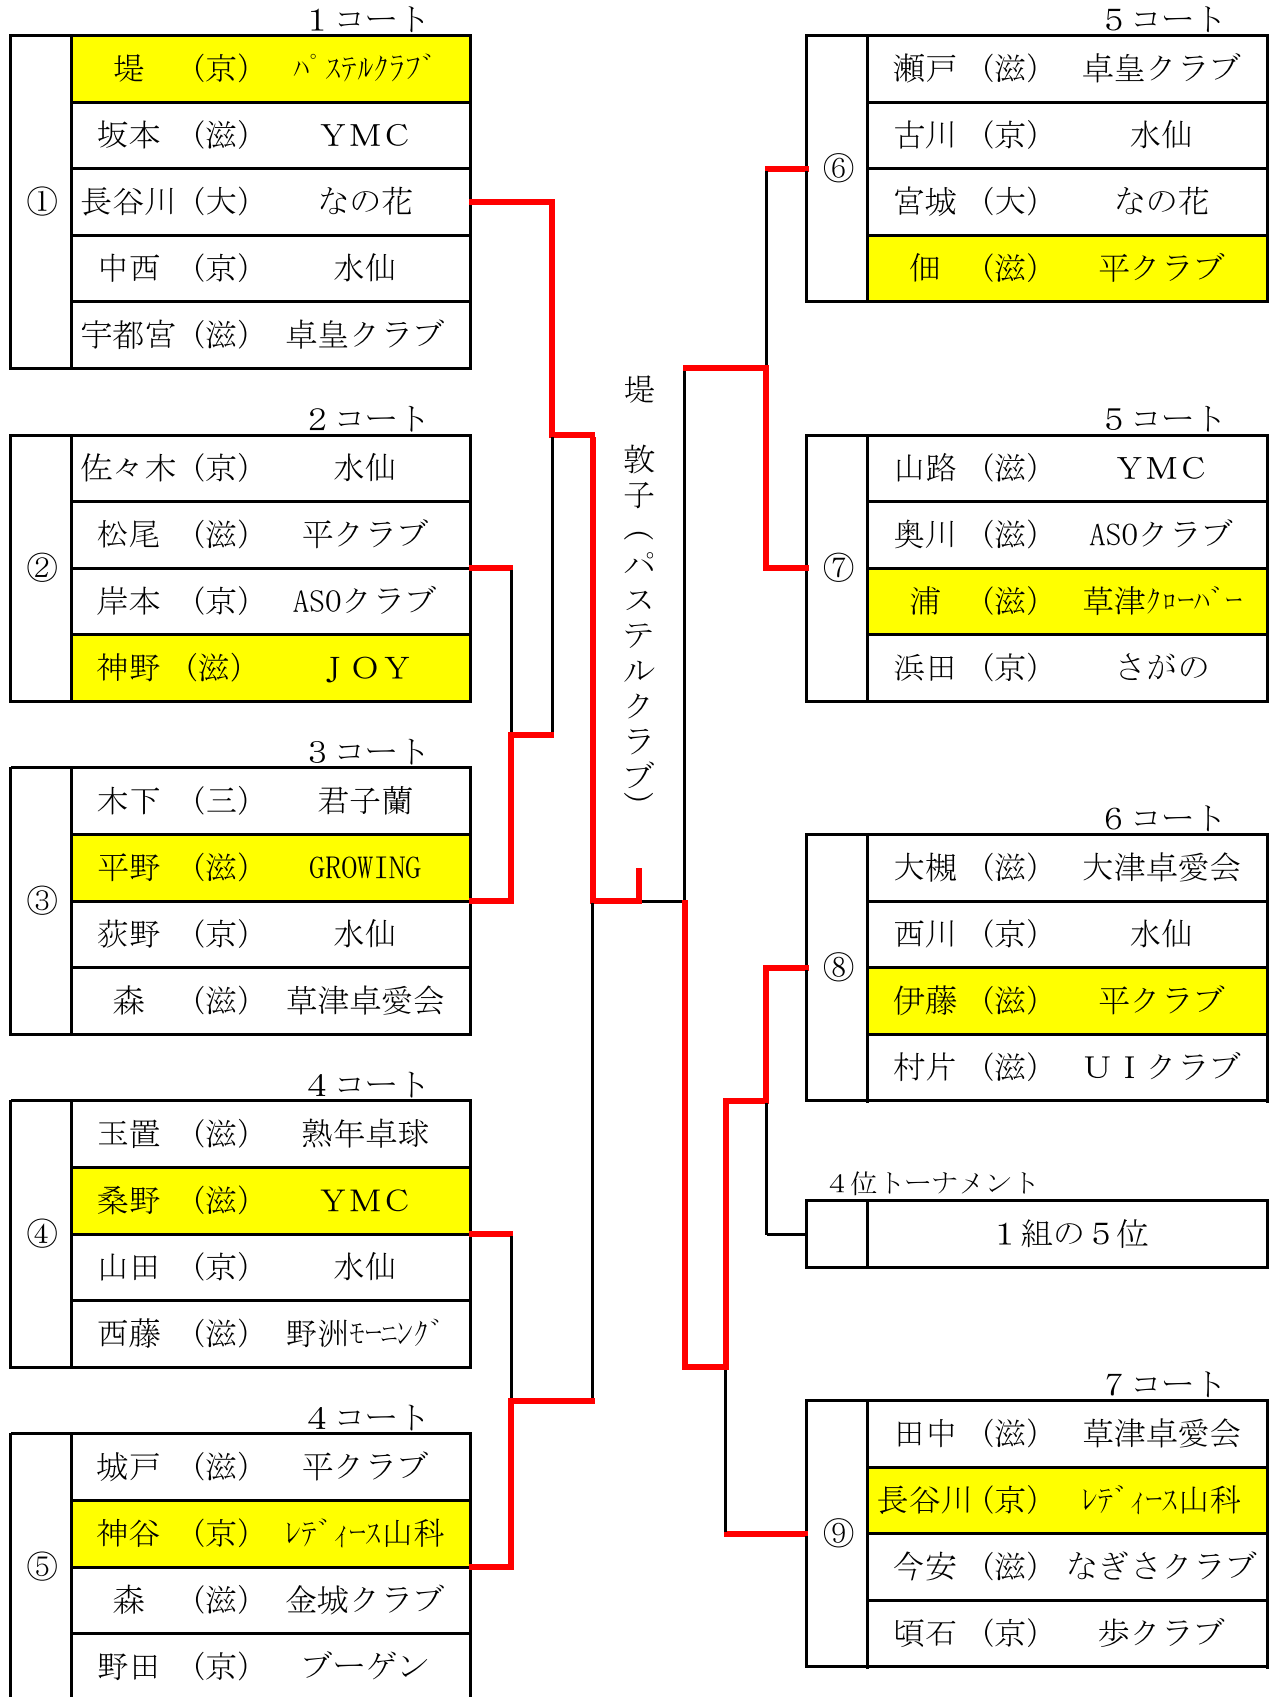 １コート
①
堤 （京） パステルクラブ
坂本 （滋） ＹＭＣ
長谷川 （大） なの花
中西 （京） 水仙
宇都宮 （滋） 卓皇クラブ
２コート
②
佐々木 （京） 水仙
松尾 （滋） 平クラブ
岸本 （京） ASOクラブ
神野 （滋） ＪＯＹ
３コート
③
木下 （三） 君子蘭
平野 （滋） GROWING
荻野 （京） 水仙
森 （滋） 草津卓愛会
４コート
④
玉置 （滋） 熟年卓球
桑野 （滋） ＹＭＣ
山田 （京） 水仙
西藤 （滋） 野洲ﾓｰﾆﾝｸﾞ
４コート
⑤
城戸 （滋） 平クラブ
神谷 （京） ﾚﾃﾞｨｰｽ山科
森 （滋） 金城クラブ
野田 （京） ブーゲン
堤 敦子（パステルクラブ）
５コート
⑥
瀬戸 （滋） 卓皇クラブ
古川 （京） 水仙
宮城 （大） なの花
佃 （滋） 平クラブ
５コート
⑦
山路 （滋） ＹＭＣ
奥川 （滋） ASOクラブ
浦 （滋） 草津ｸﾛｰﾊﾞｰ
浜田 （京） さがの
６コート
⑧
大槻 （滋） 大津卓愛会
西川 （京） 水仙
伊藤 （滋） 平クラブ
村片 （滋） ＵＩクラブ
４位トーナメント
１組の５位
７コート
⑨
田中 （滋） 草津卓愛会
長谷川 （京） ﾚﾃﾞｨｰｽ山科
今安 （滋） なぎさクラブ
頃石 （京） 歩クラブ